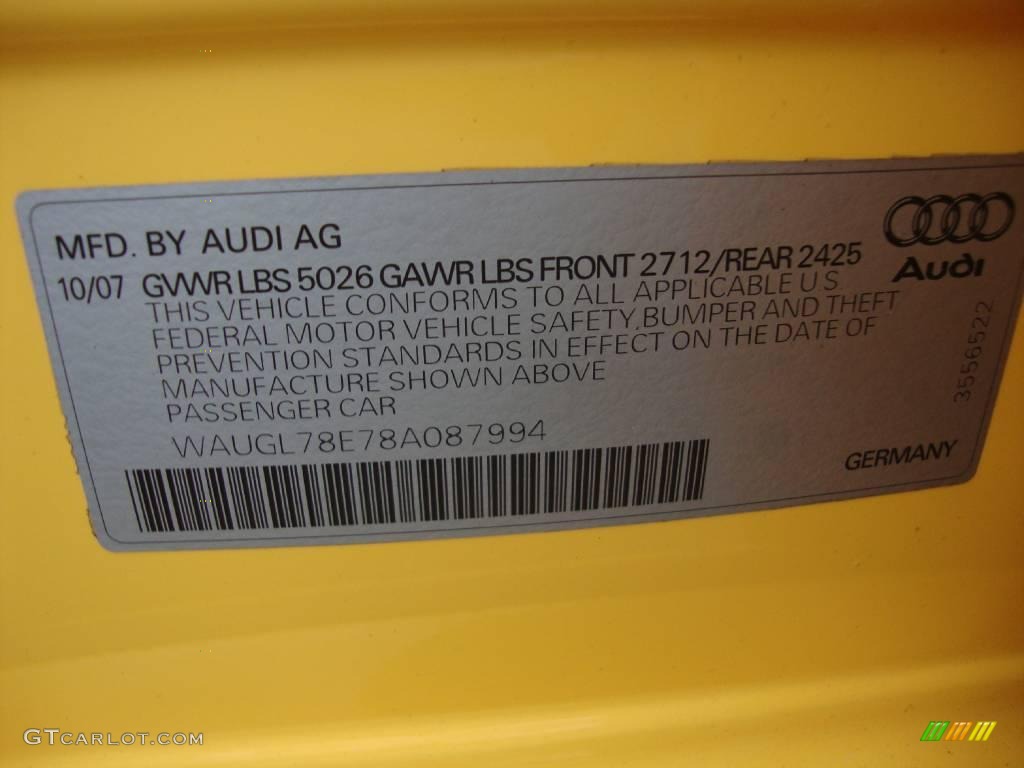 MFD. BY AUDI AG
10/07 GVWR LBS 5026 GAWR LBS FRONT 2712/REAR 2425
THIS VEHICLE CONFORMS TO ALL APPLICABLE U S
FEDERAL MOTOR VEHICLE SAFETY,BUMPER AND THEFT
PREVENTION STANDARDS IN EFFECT ON THE DATE OF
MANUFACTURE SHOWN ABOVE
PASSENGER CAR
WAUGL78E78A087994
Audi
3556522
GERMANY
GTCARLOT.COM